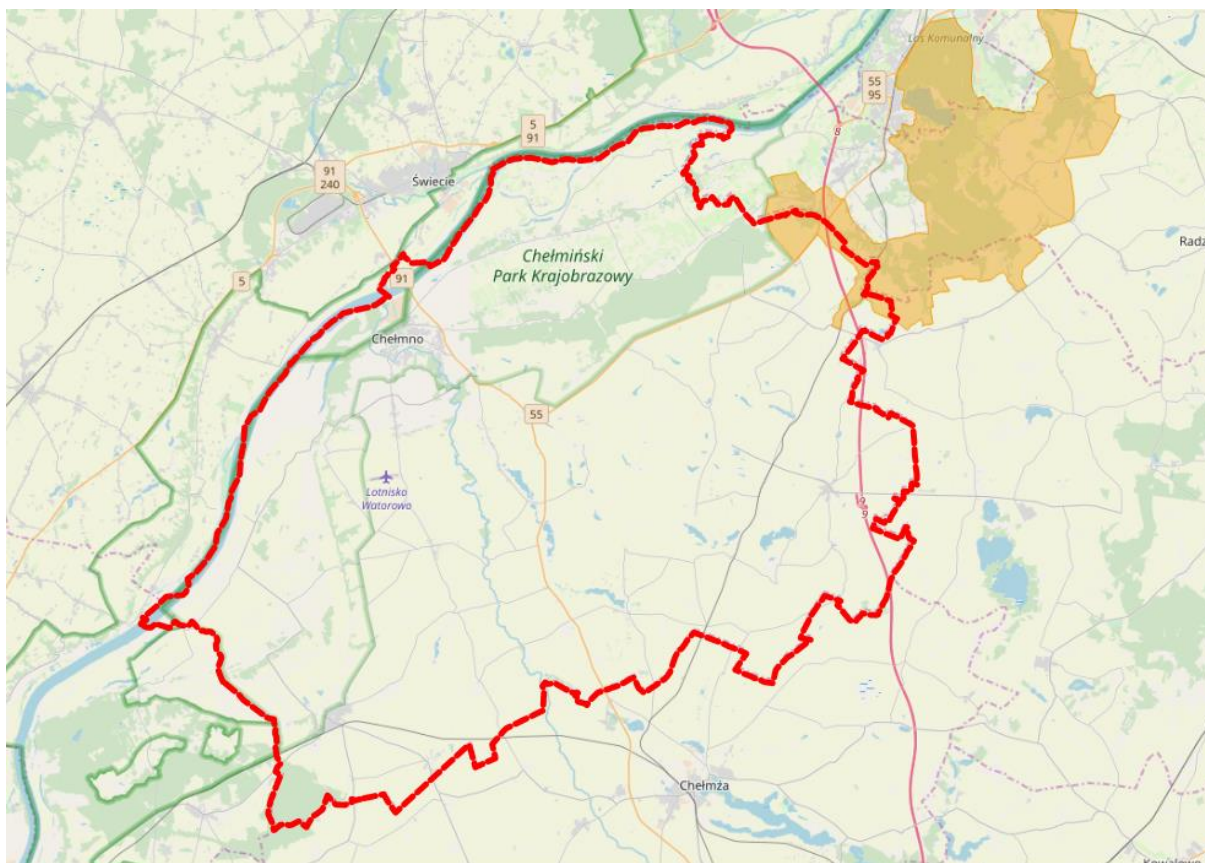 Las Komunalny
55
95
5
91
S
91
240
Świecie
Radz
Chełmiński
Park Krajobrazowy
5
91
Chełmno
55
Lotnisko
Watorowo
Chełmża
Kowalewo